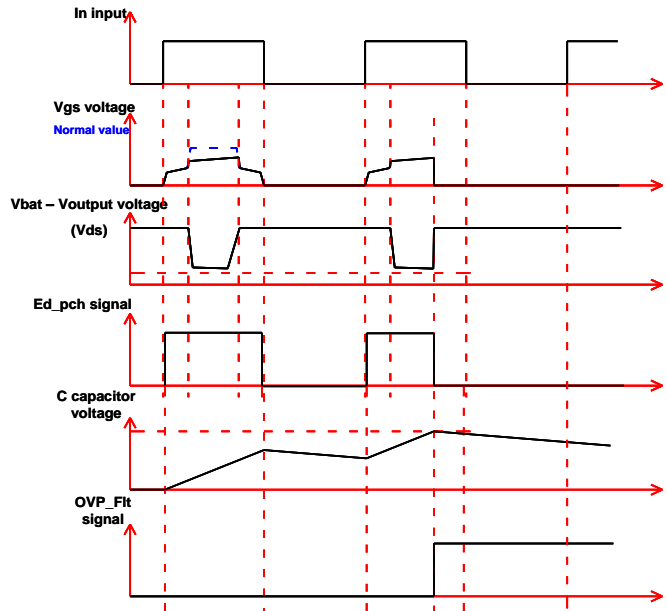 In input
Vgs voltage
Normal value
Vbat – Voutput voltage
(Vds)
Ed_pch signal
C capacitor
voltage
OVP_Flt
signal